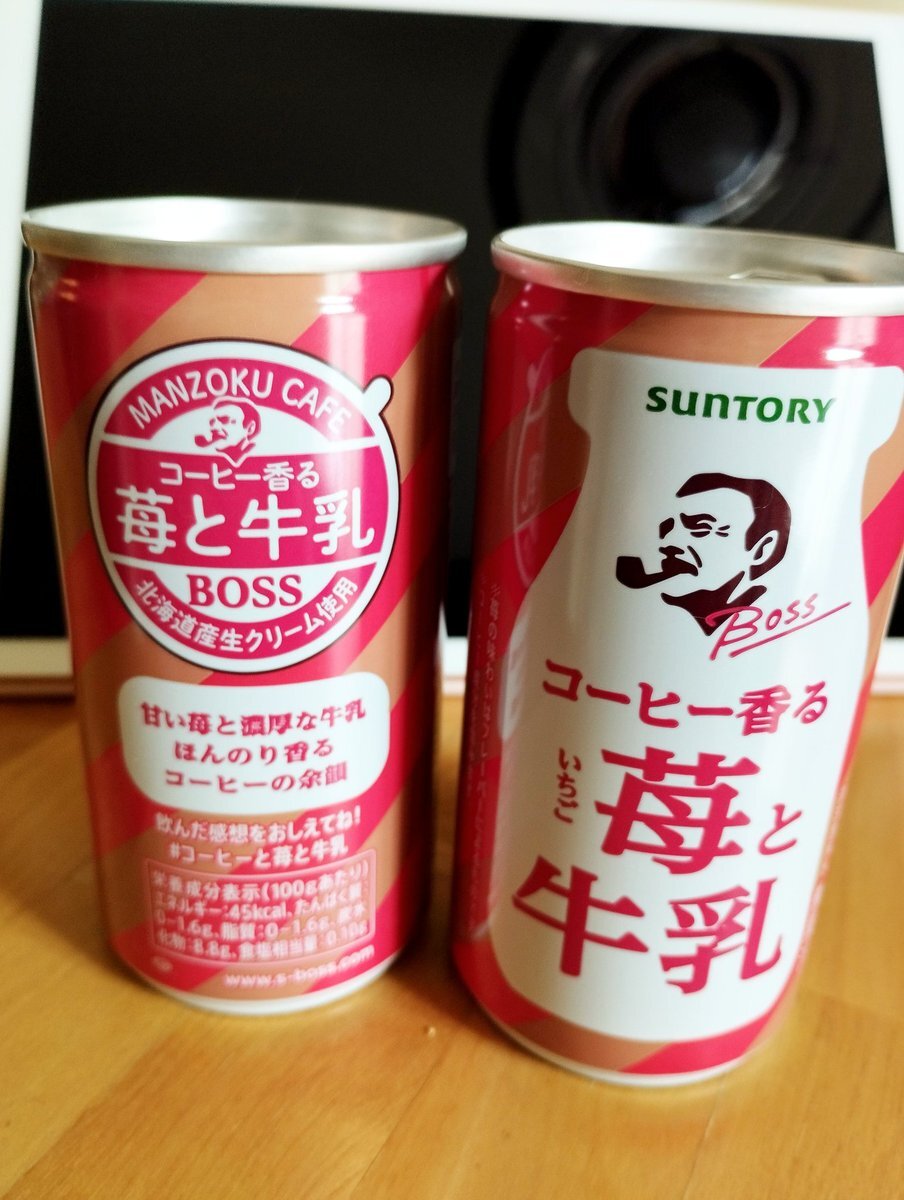 MANZOKU CAFE
コーヒー香る
苺と牛乳
BOSS
北海道産生クリーム使用
甘い苺と濃厚な牛乳
ほんのり香る
コーヒーの余韻
飲んだ感想をおしえてね!
#コーヒーと苺と牛乳
栄養成分表示(100gあたり)
エネルギー:45kcal、たんぱく質:
0~1.6g、脂質:0~1.6g、炭水
化物:8.8g、食塩相当量:0.10g
www.s-boss.com
SUNTORY
BOSS
コーヒー香る
いちご
苺と
牛乳